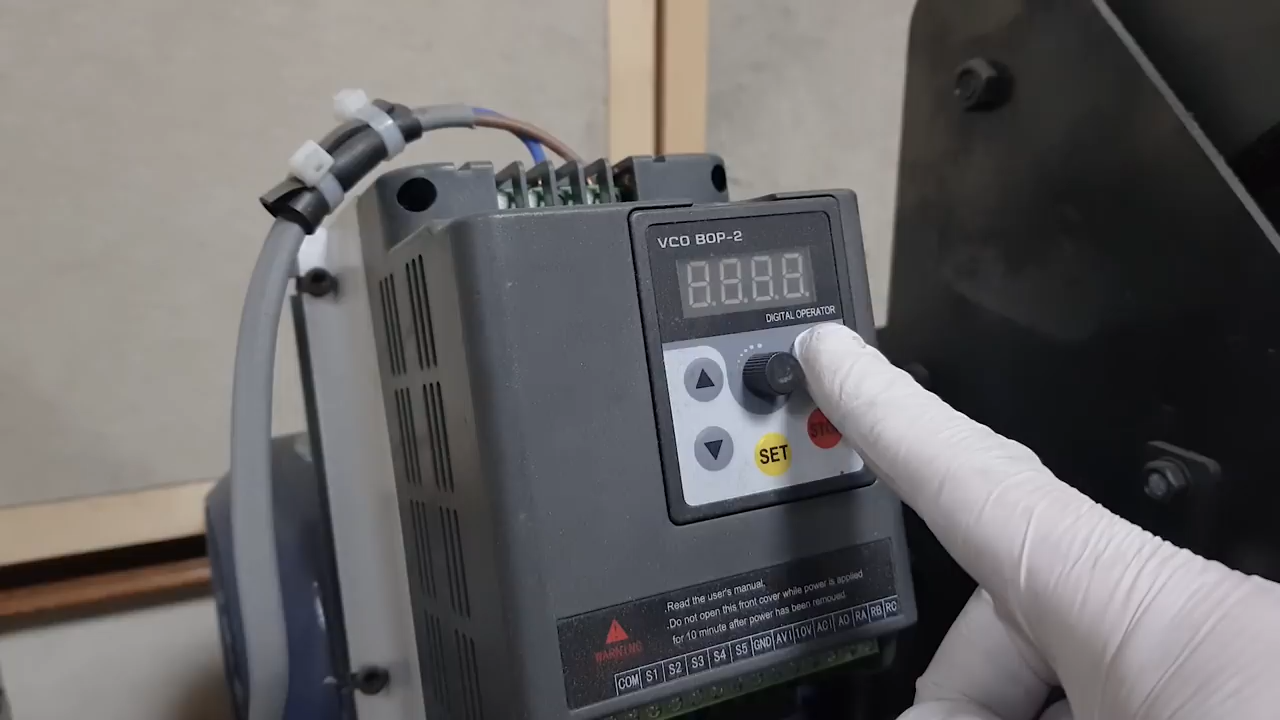 VCO BOP-2
8.8.8.8.
DIGITAL OPERATOR
SET
.Read the user's manual.
.Do not open this front cover while power is applied
for 10 minute after power has been removed
WARNING
COM S1 S2 S3 S4 S5 GND AVI 10V ACI AO RA RB RC